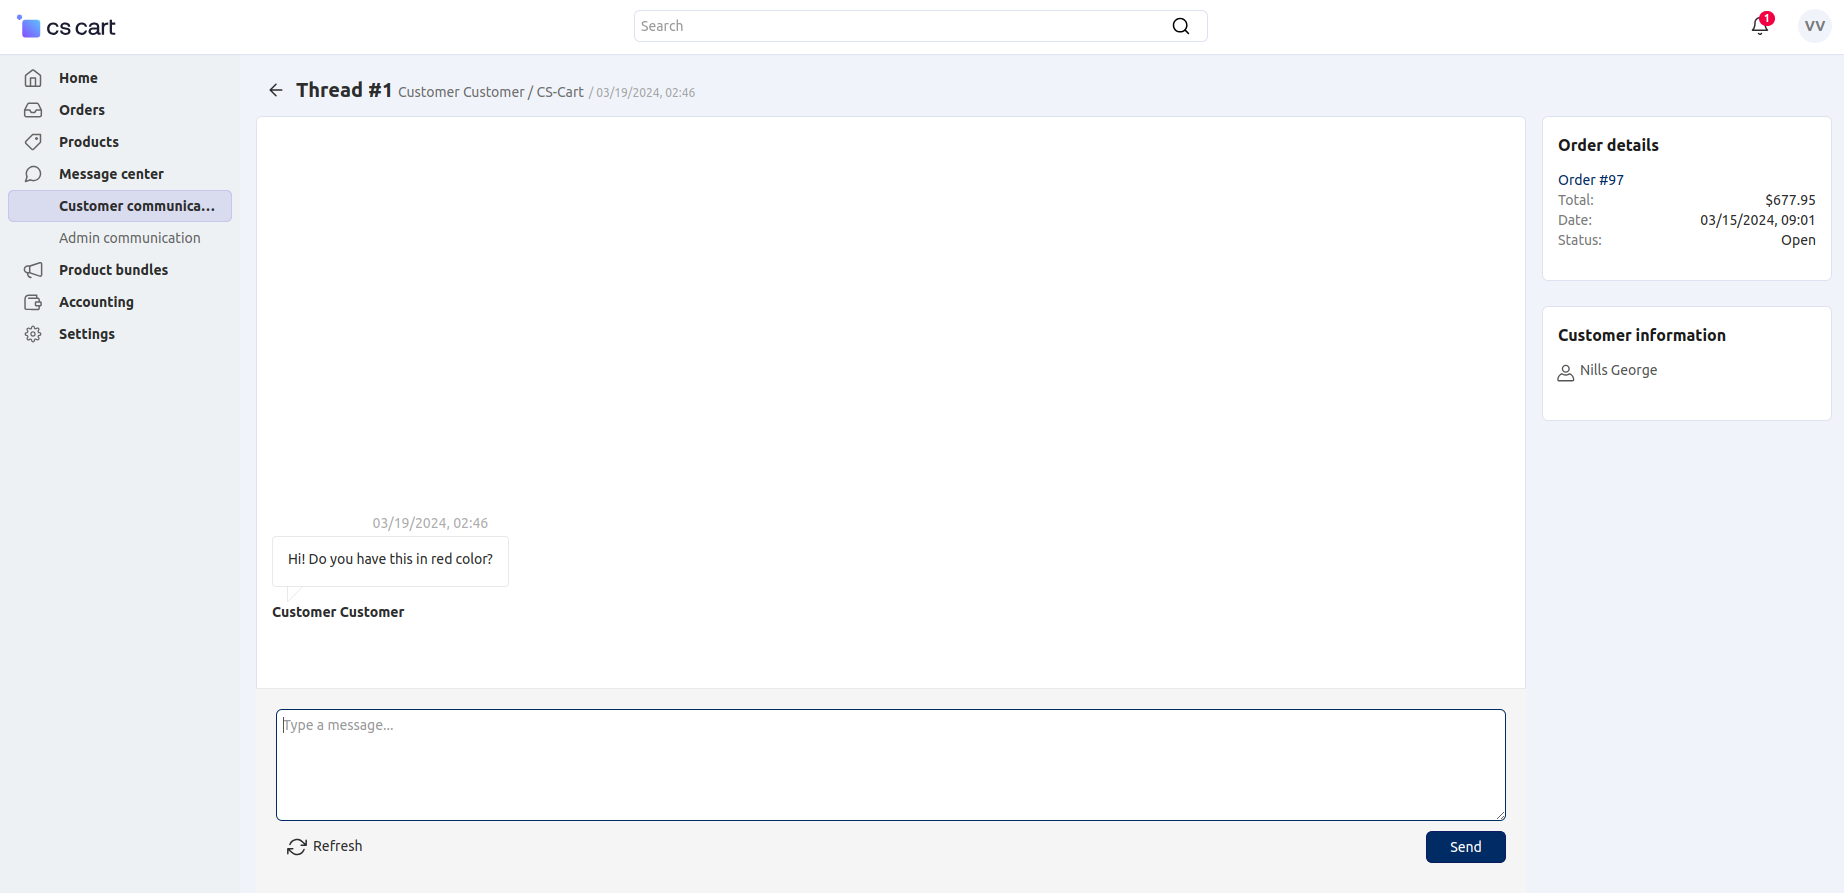 cs cart
Search
1
VV
Home
Orders
Products
Message center
Customer communica...
Admin communication
Product bundles
Accounting
Settings
Thread #1 Customer Customer / CS-Cart / 03/19/2024, 02:46
03/19/2024, 02:46
Hi! Do you have this in red color?
Customer Customer
Type a message...
Refresh
Send
Order details
Order #97
Total: $677.95
Date: 03/15/2024, 09:01
Status: Open
Customer information
Nills George